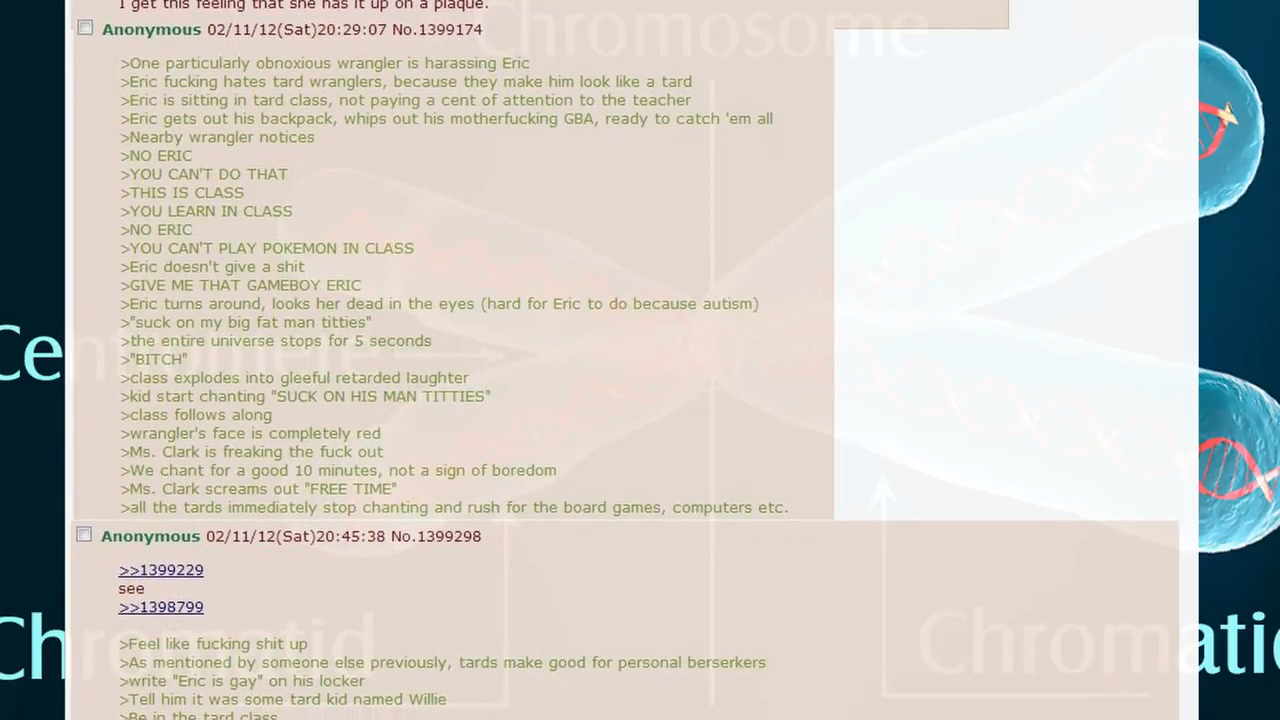 I get this feeling that she has it up on a plaque.
Chromosome
Anonymous 02/11/12(Sat)20:29:07 No.1399174
>One particularly obnoxious wrangler is harassing Eric
>Eric fucking hates tard wranglers, because they make him look like a tard
>Eric is sitting in tard class, not paying a cent of attention to the teacher
>Eric gets out his backpack, whips out his motherfucking GBA, ready to catch 'em all
>Nearby wrangler notices
>NO ERIC
>YOU CAN'T DO THAT
>THIS IS CLASS
>YOU LEARN IN CLASS
>NO ERIC
>YOU CAN'T PLAY POKEMON IN CLASS
>Eric doesn't give a shit
>GIVE ME THAT GAMEBOY ERIC
>Eric turns around, looks her dead in the eyes (hard for Eric to do because autism)
>"suck on my big fat man titties"
>the entire universe stops for 5 seconds
Centromere
>"BITCH"
>class explodes into gleeful retarded laughter
>kid start chanting "SUCK ON HIS MAN TITTIES"
>class follows along
>wrangler's face is completely red
>Ms. Clark is freaking the fuck out
>We chant for a good 10 minutes, not a sign of boredom
>Ms. Clark screams out "FREE TIME"
>all the tards immediately stop chanting and rush for the board games, computers etc.
Anonymous 02/11/12(Sat)20:45:38 No.1399298
>>1399229
see
>>1398799
Chromatid
Chromatid
>Feel like fucking shit up
>As mentioned by someone else previously, tards make good for personal berserkers
>write "Eric is gay" on his locker
>Tell him it was some tard kid named Willie
>Be in the tard class